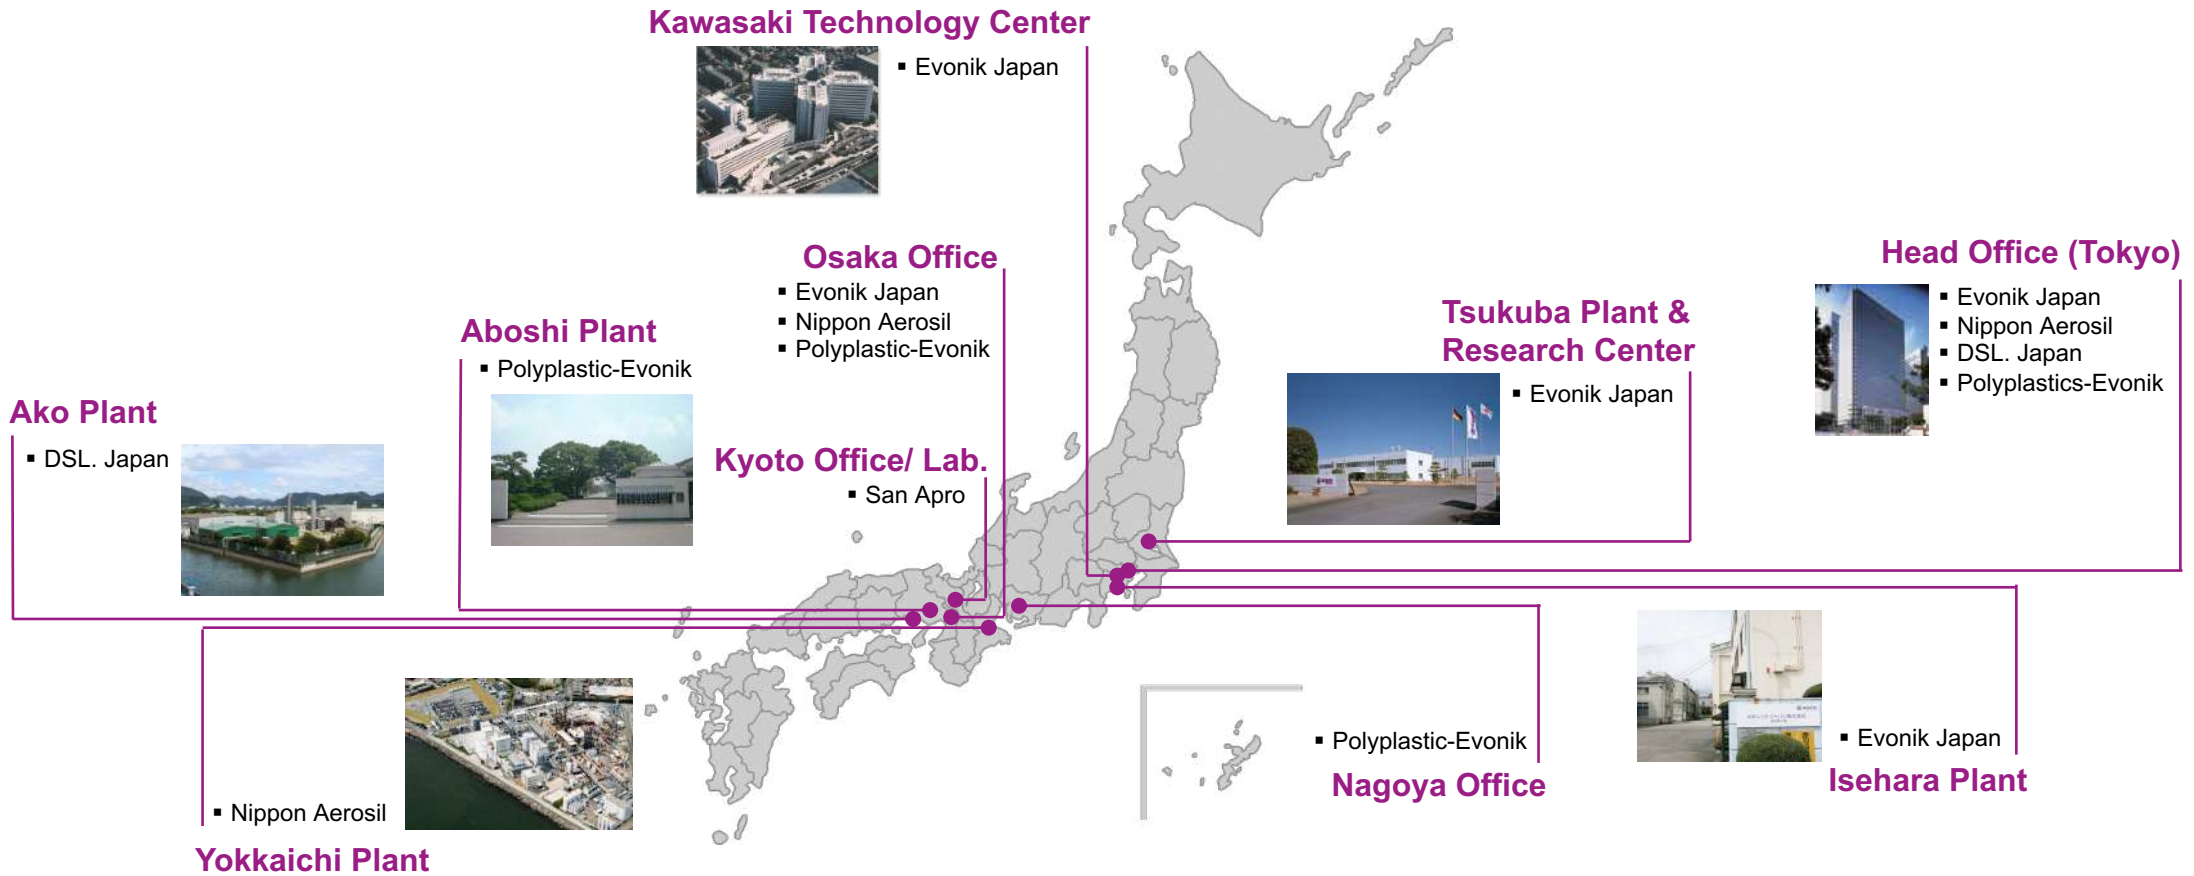 Kawasaki Technology Center
▪ Evonik Japan
Osaka Office
▪ Evonik Japan
▪ Nippon Aerosil
▪ Polyplastic-Evonik
Head Office (Tokyo)
▪ Evonik Japan
▪ Nippon Aerosil
▪ DSL. Japan
▪ Polyplastics-Evonik
Tsukuba Plant &
Research Center
▪ Evonik Japan
Aboshi Plant
▪ Polyplastic-Evonik
Ako Plant
▪ DSL. Japan
Kyoto Office/ Lab.
▪ San Apro
▪ Nippon Aerosil
Yokkaichi Plant
▪ Polyplastic-Evonik
Nagoya Office
▪ Evonik Japan
Isehara Plant